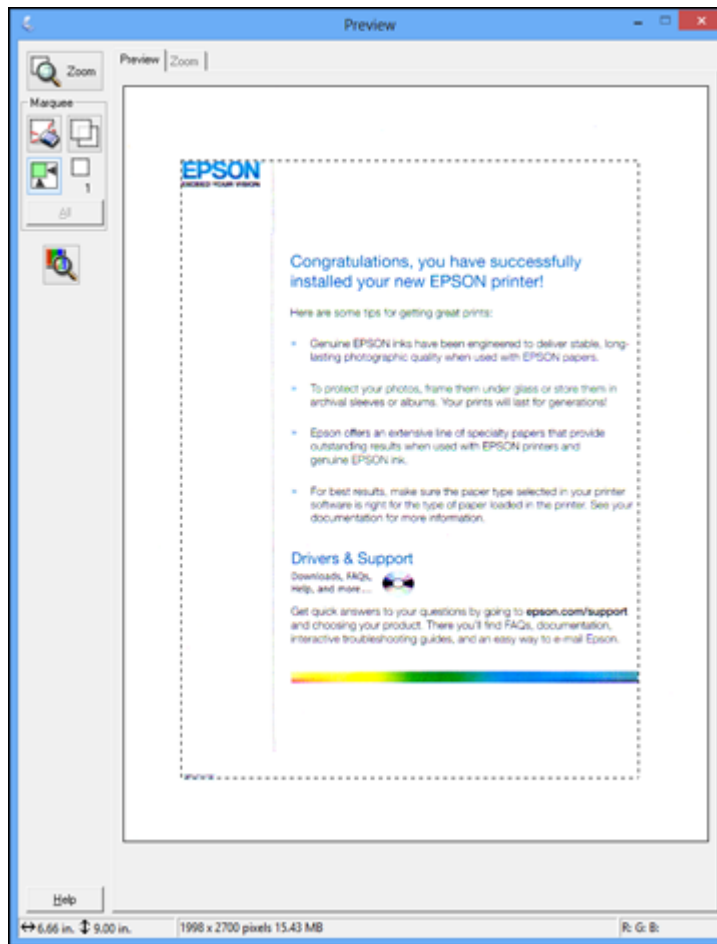 Preview
Zoom
Preview Zoom
Marquee
1
All
EPSON
EXCEED YOUR VISION
Congratulations, you have successfully
installed your new EPSON printer!
Here are some tips for getting great prints:
Genuine EPSON inks have been engineered to deliver stable, long-
lasting photographic quality when used with EPSON papers.
To protect your photos, frame them under glass or store them in
archival sleeves or albums. Your prints will last for generations!
Epson offers an extensive line of specialty papers that provide
outstanding results when used with EPSON printers and
genuine EPSON ink.
For best results, make sure the paper type selected in your printer
software is right for the type of paper loaded in the printer. See your
documentation for more information.
Drivers & Support
Downloads, FAQs,
Help, and more...
Get quick answers to your questions by going to epson.com/support
and choosing your product. There you'll find FAQs, documentation,
interactive troubleshooting guides, and an easy way to e-mail Epson.
Help
6.66 in. 9.00 in. 1998 x 2700 pixels 15.43 MB R: G: B: